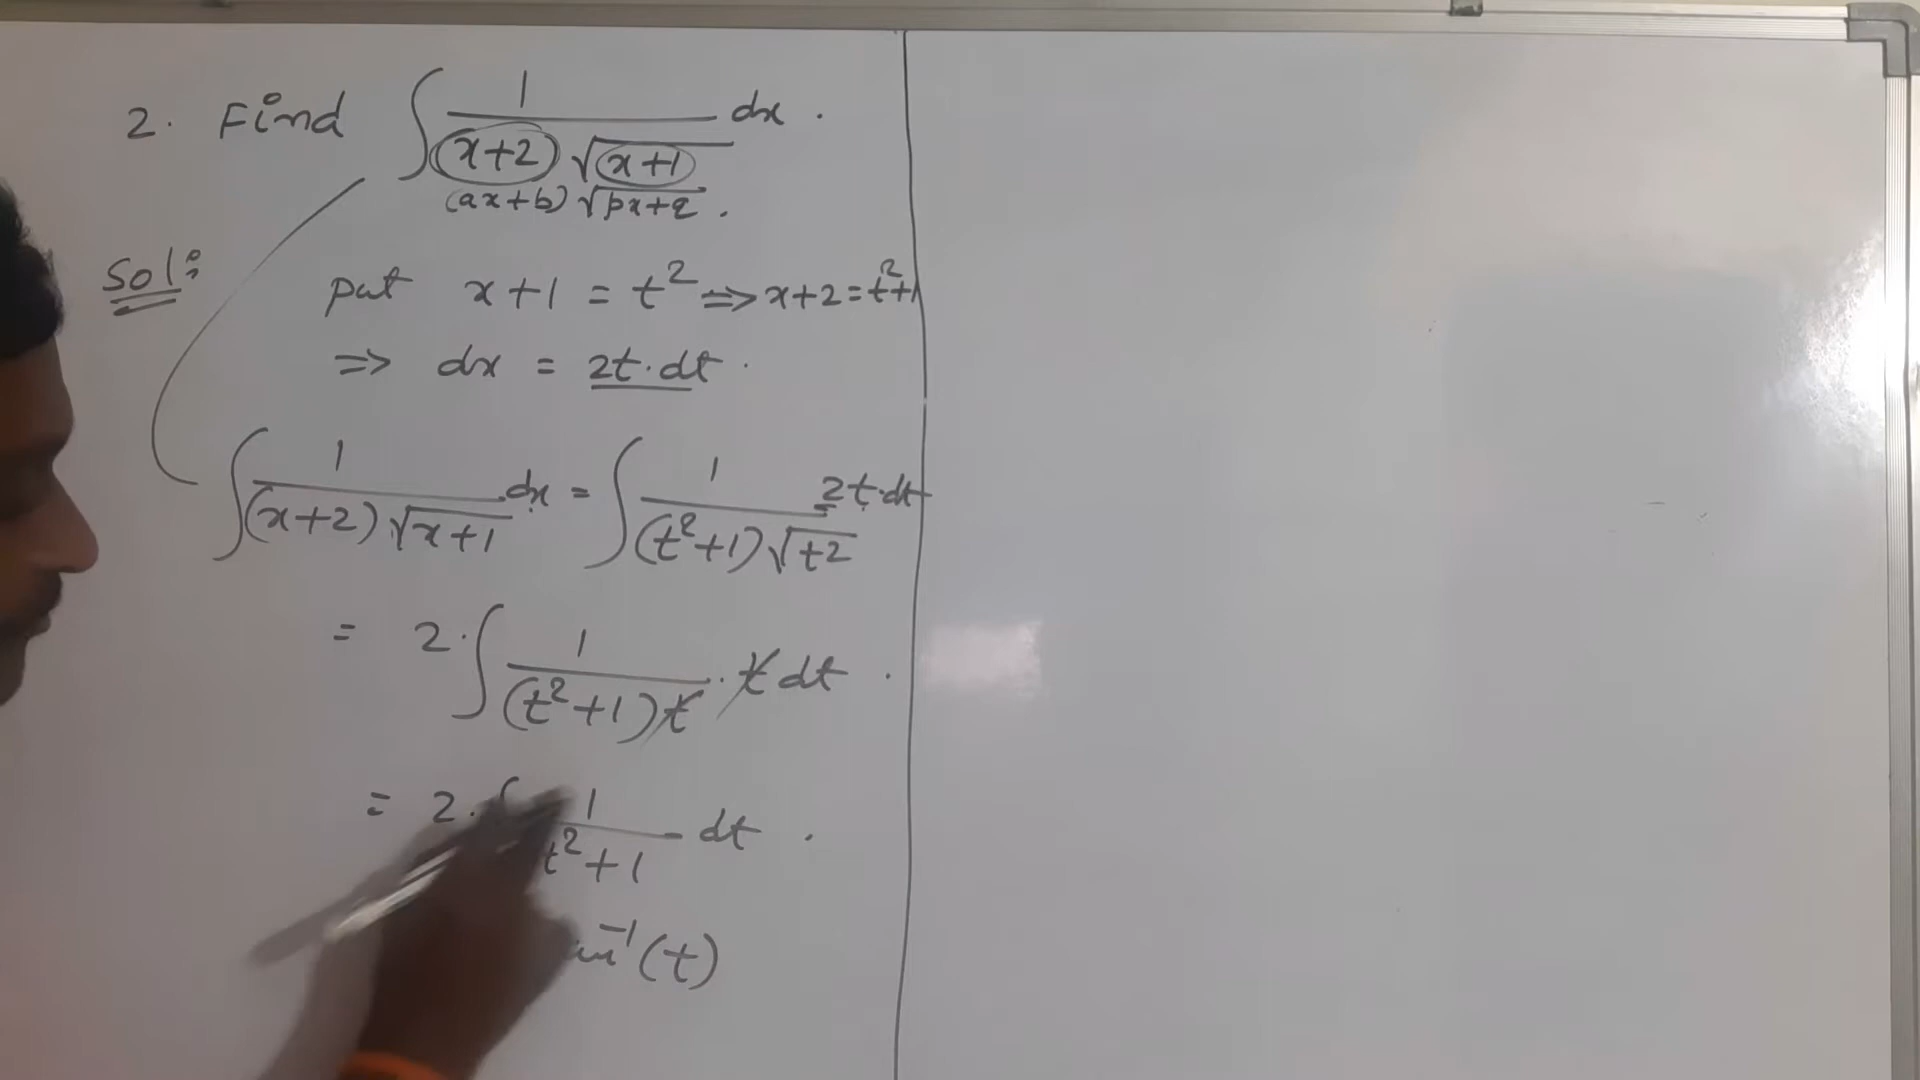 2. Find ∫ 1/((x+2)√(x+1)) dx.
(ax+b)√(px+q).
Sol:
put x+1 = t² ⇒ x+2 = t²+1
⇒ dx = 2t·dt.
∫ 1/((x+2)√(x+1)) dx = ∫ 1/((t²+1)√(t²)) 2t·dt
= 2·∫ 1/((t²+1)t) · t dt.
= 2·∫ 1/(t²+1) dt.
⁻¹(t)